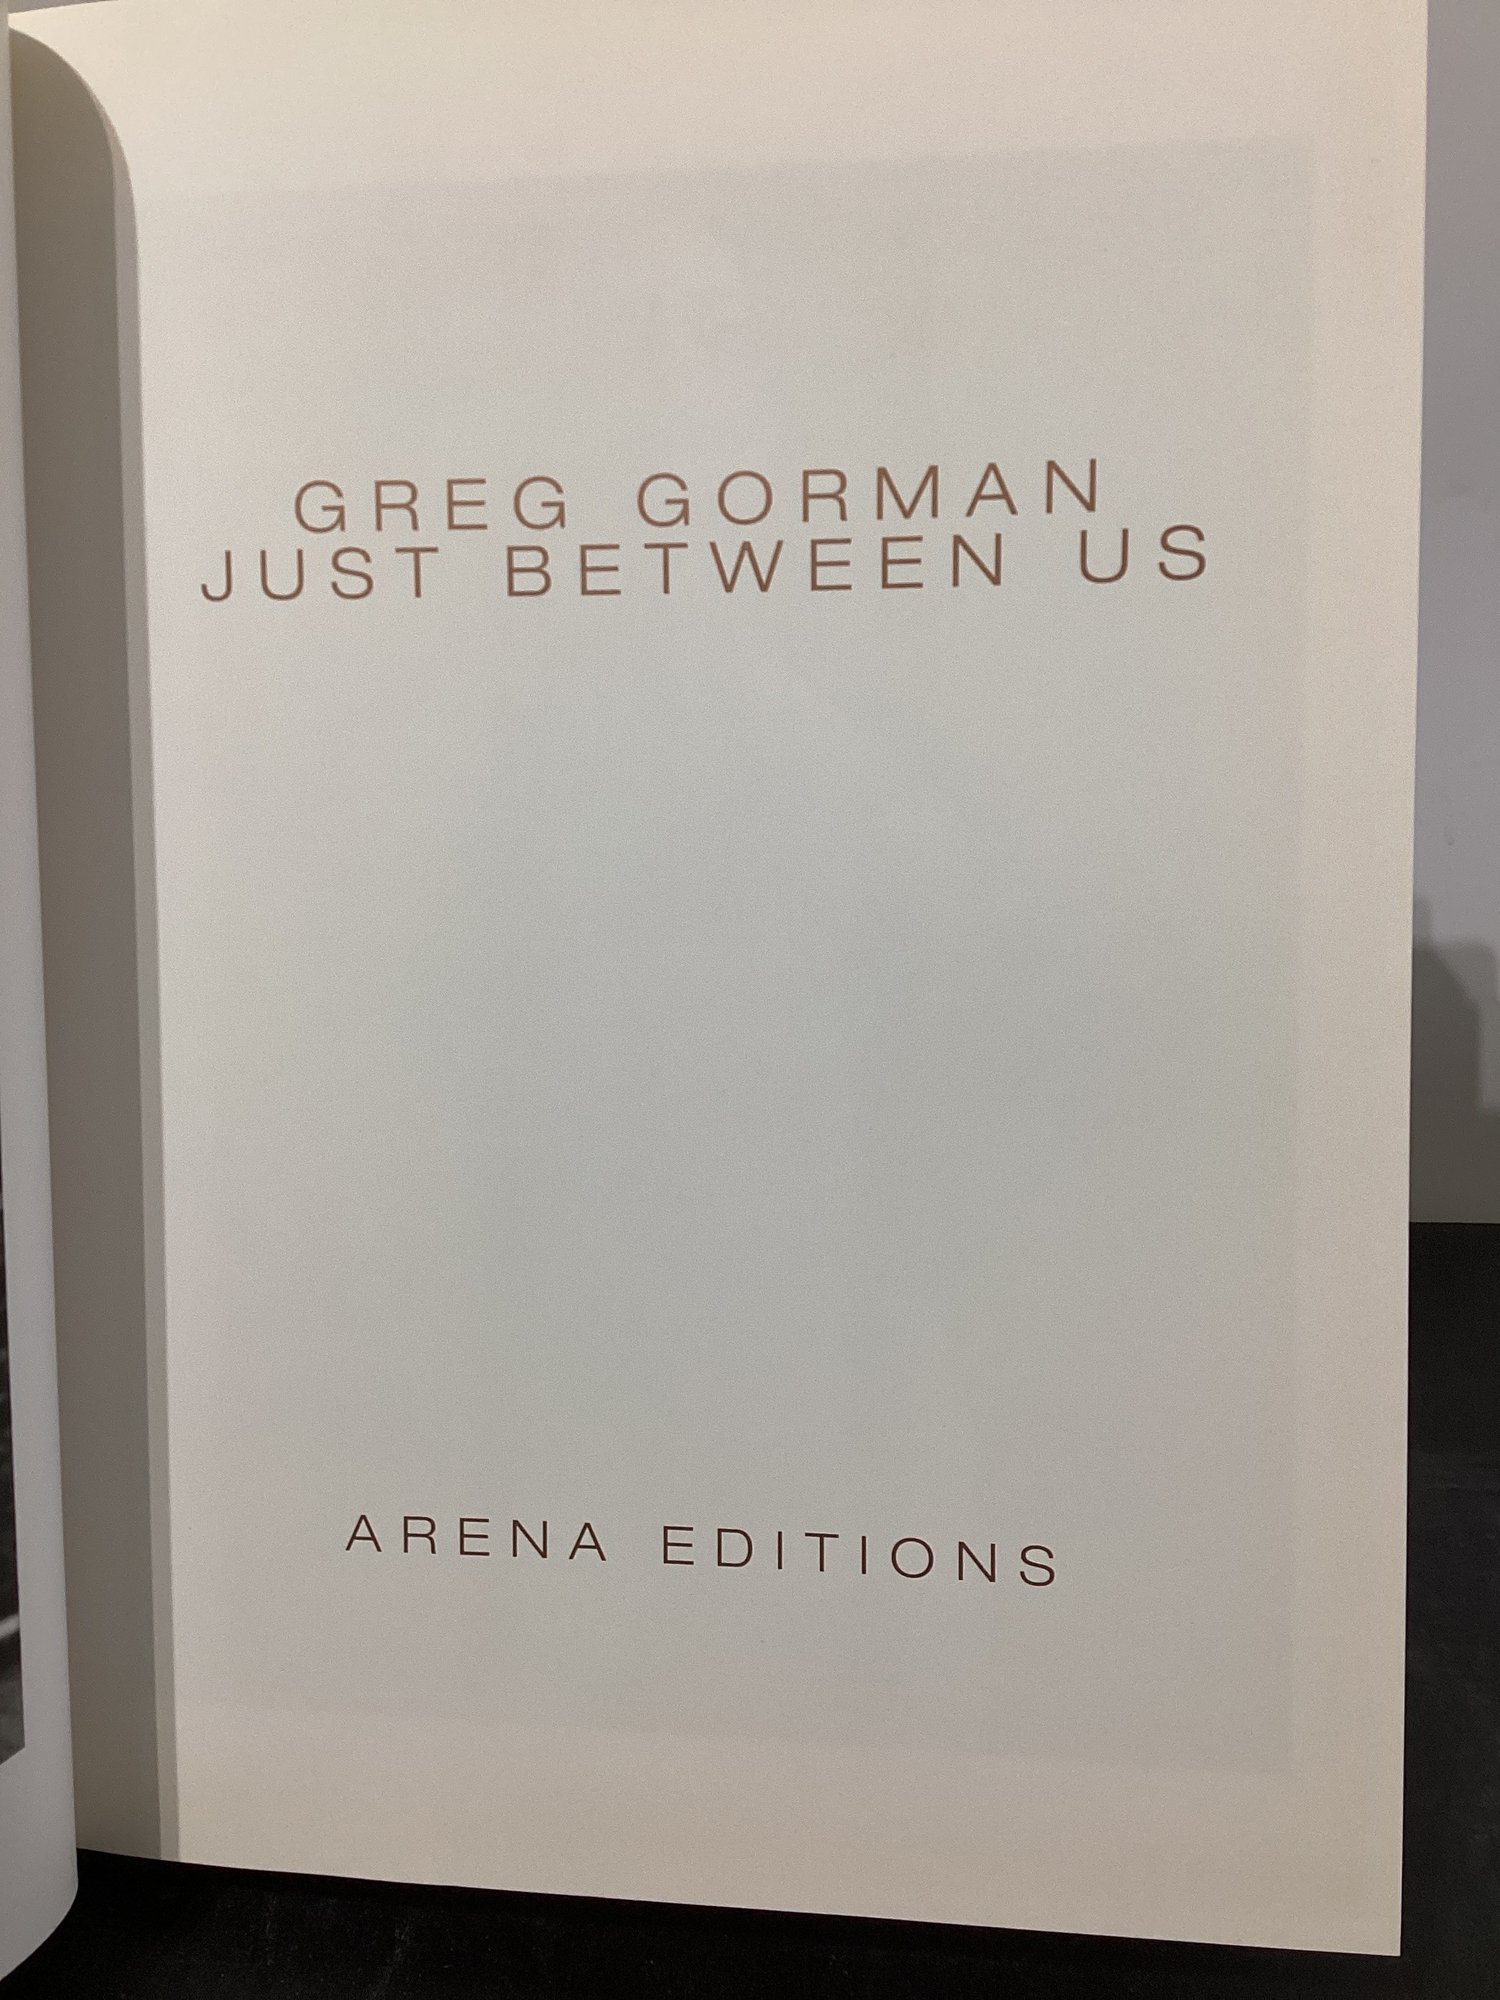 GREG GORMAN
JUST BETWEEN US
ARENA EDITIONS